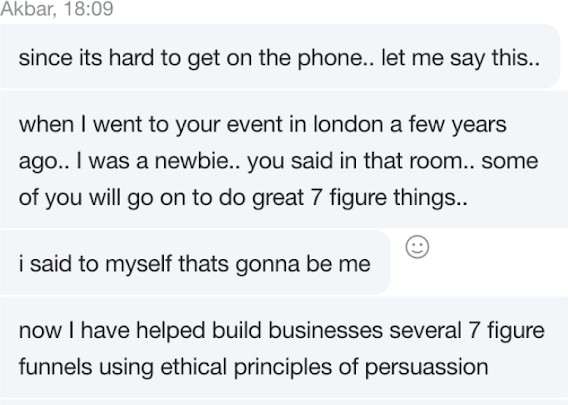 Akbar, 18:09
since its hard to get on the phone.. let me say this..
when I went to your event in london a few years
ago.. I was a newbie.. you said in that room.. some
of you will go on to do great 7 figure things..
i said to myself thats gonna be me
now I have helped build businesses several 7 figure
funnels using ethical principles of persuassion